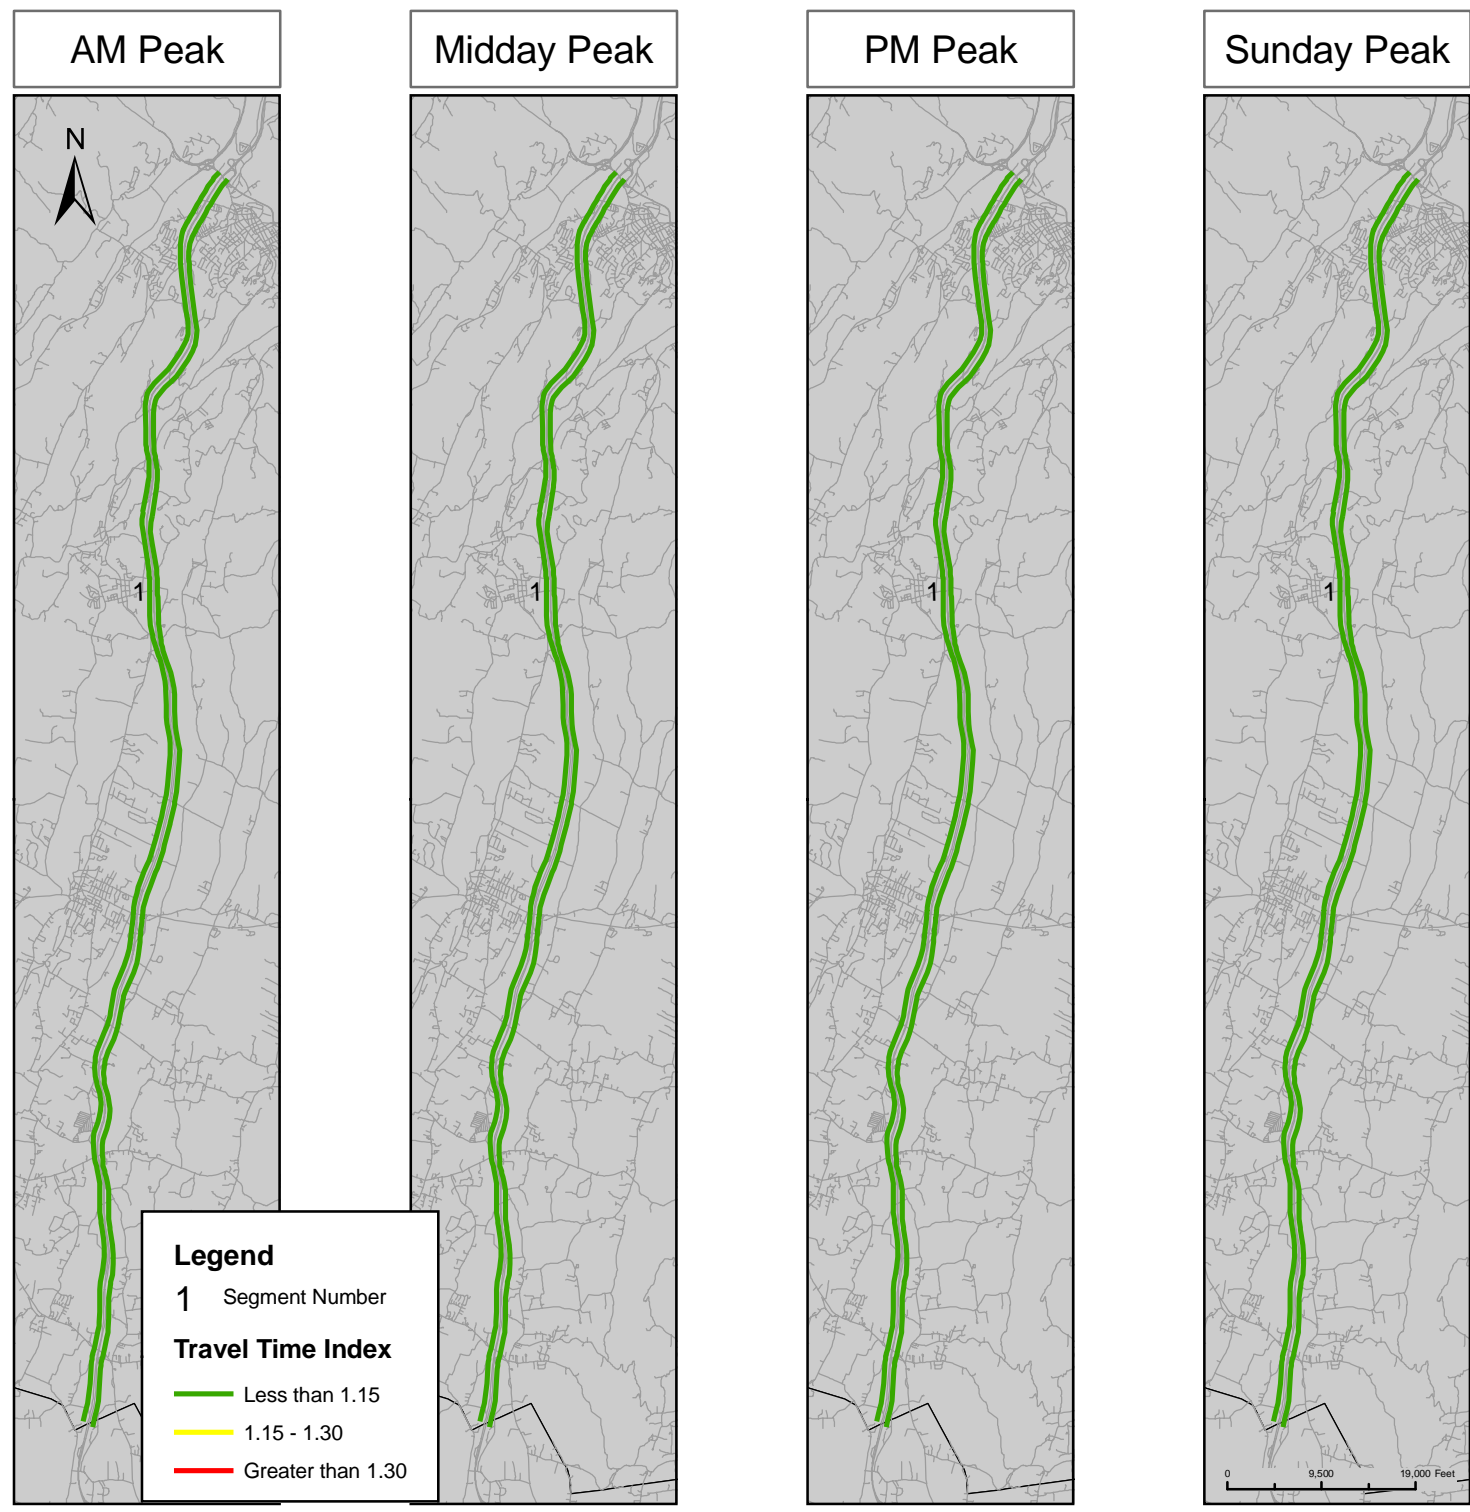 AM Peak
Midday Peak
PM Peak
Sunday Peak
N
1
1
1
1
Legend
1 Segment Number
Travel Time Index
Less than 1.15
1.15 - 1.30
Greater than 1.30
0 9,500 19,000 Feet